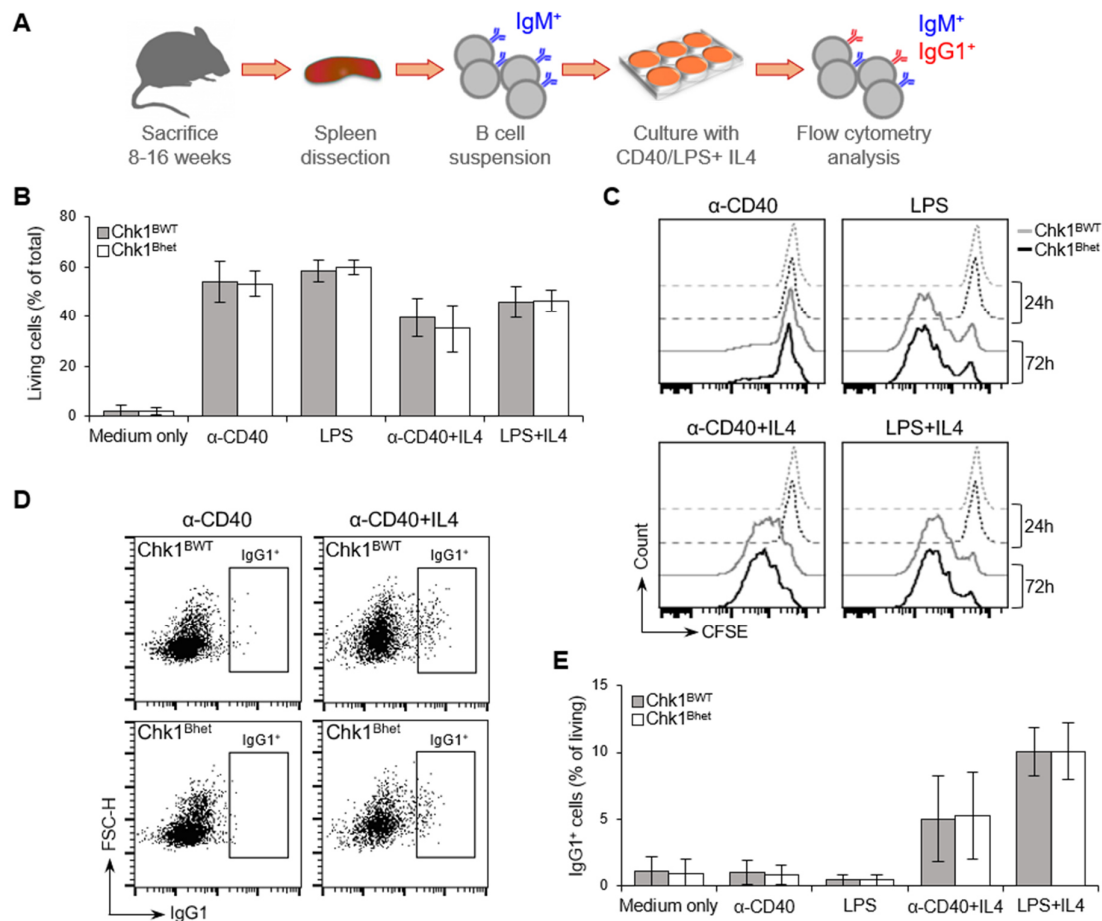 A
IgM⁺
IgM⁺
IgG1⁺
Sacrifice
8-16 weeks
Spleen
dissection
B cell
suspension
Culture with
CD40/LPS+ IL4
Flow cytometry
analysis
B
Living cells (% of total)
80
60
40
20
0
Chk1ᴮᵂᵀ
Chk1ᴮʰᵉᵗ
Medium only
α-CD40
LPS
α-CD40+IL4
LPS+IL4
C
α-CD40
LPS
Chk1ᴮᵂᵀ
Chk1ᴮʰᵉᵗ
24h
72h
α-CD40+IL4
LPS+IL4
24h
72h
Count
CFSE
D
α-CD40
α-CD40+IL4
Chk1ᴮᵂᵀ
IgG1⁺
Chk1ᴮᵂᵀ
IgG1⁺
Chk1ᴮʰᵉᵗ
IgG1⁺
Chk1ᴮʰᵉᵗ
IgG1⁺
FSC-H
IgG1
E
IgG1⁺ cells (% of living)
15
10
5
0
Chk1ᴮᵂᵀ
Chk1ᴮʰᵉᵗ
Medium only
α-CD40
LPS
α-CD40+IL4
LPS+IL4